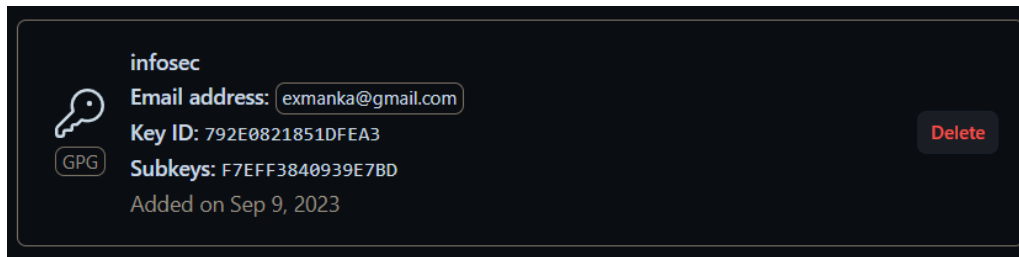 infosec
Email address: exmanka@gmail.com
Key ID: 792E0821851DFEA3
GPG
Subkeys: F7EFF3840939E7BD
Added on Sep 9, 2023
Delete